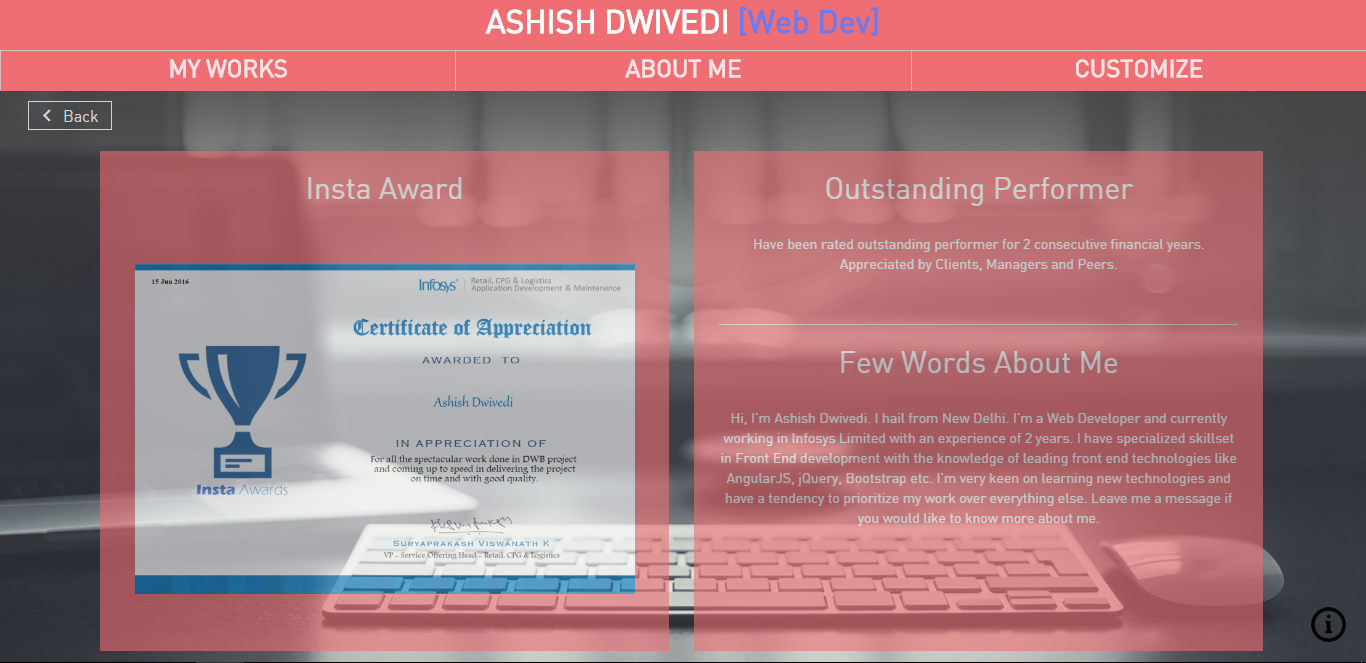 ASHISH DWIVEDI [Web Dev]
MY WORKS
ABOUT ME
CUSTOMIZE
Back
Insta Award
15 Jun 2016
Infosys
Retail, CPG & Logistics
Application Development & Maintenance
Certificate of Appreciation
AWARDED TO
Ashish Dwivedi
IN APPRECIATION OF
For all the spectacular work done in DWB project
and coming up to speed in delivering the project
on time and with good quality.
Insta Awards
SURYAPRAKASH VISWANATH K
VP – Service Offering Head – Retail, CPG & Logistics
Outstanding Performer
Have been rated outstanding performer for 2 consecutive financial years.
Appreciated by Clients, Managers and Peers.
Few Words About Me
Hi, I'm Ashish Dwivedi. I hail from New Delhi. I'm a Web Developer and currently
working in Infosys Limited with an experience of 2 years. I have specialized skillset
in Front End development with the knowledge of leading front end technologies like
AngularJS, jQuery, Bootstrap etc. I'm very keen on learning new technologies and
have a tendency to prioritize my work over everything else. Leave me a message if
you would like to know more about me.